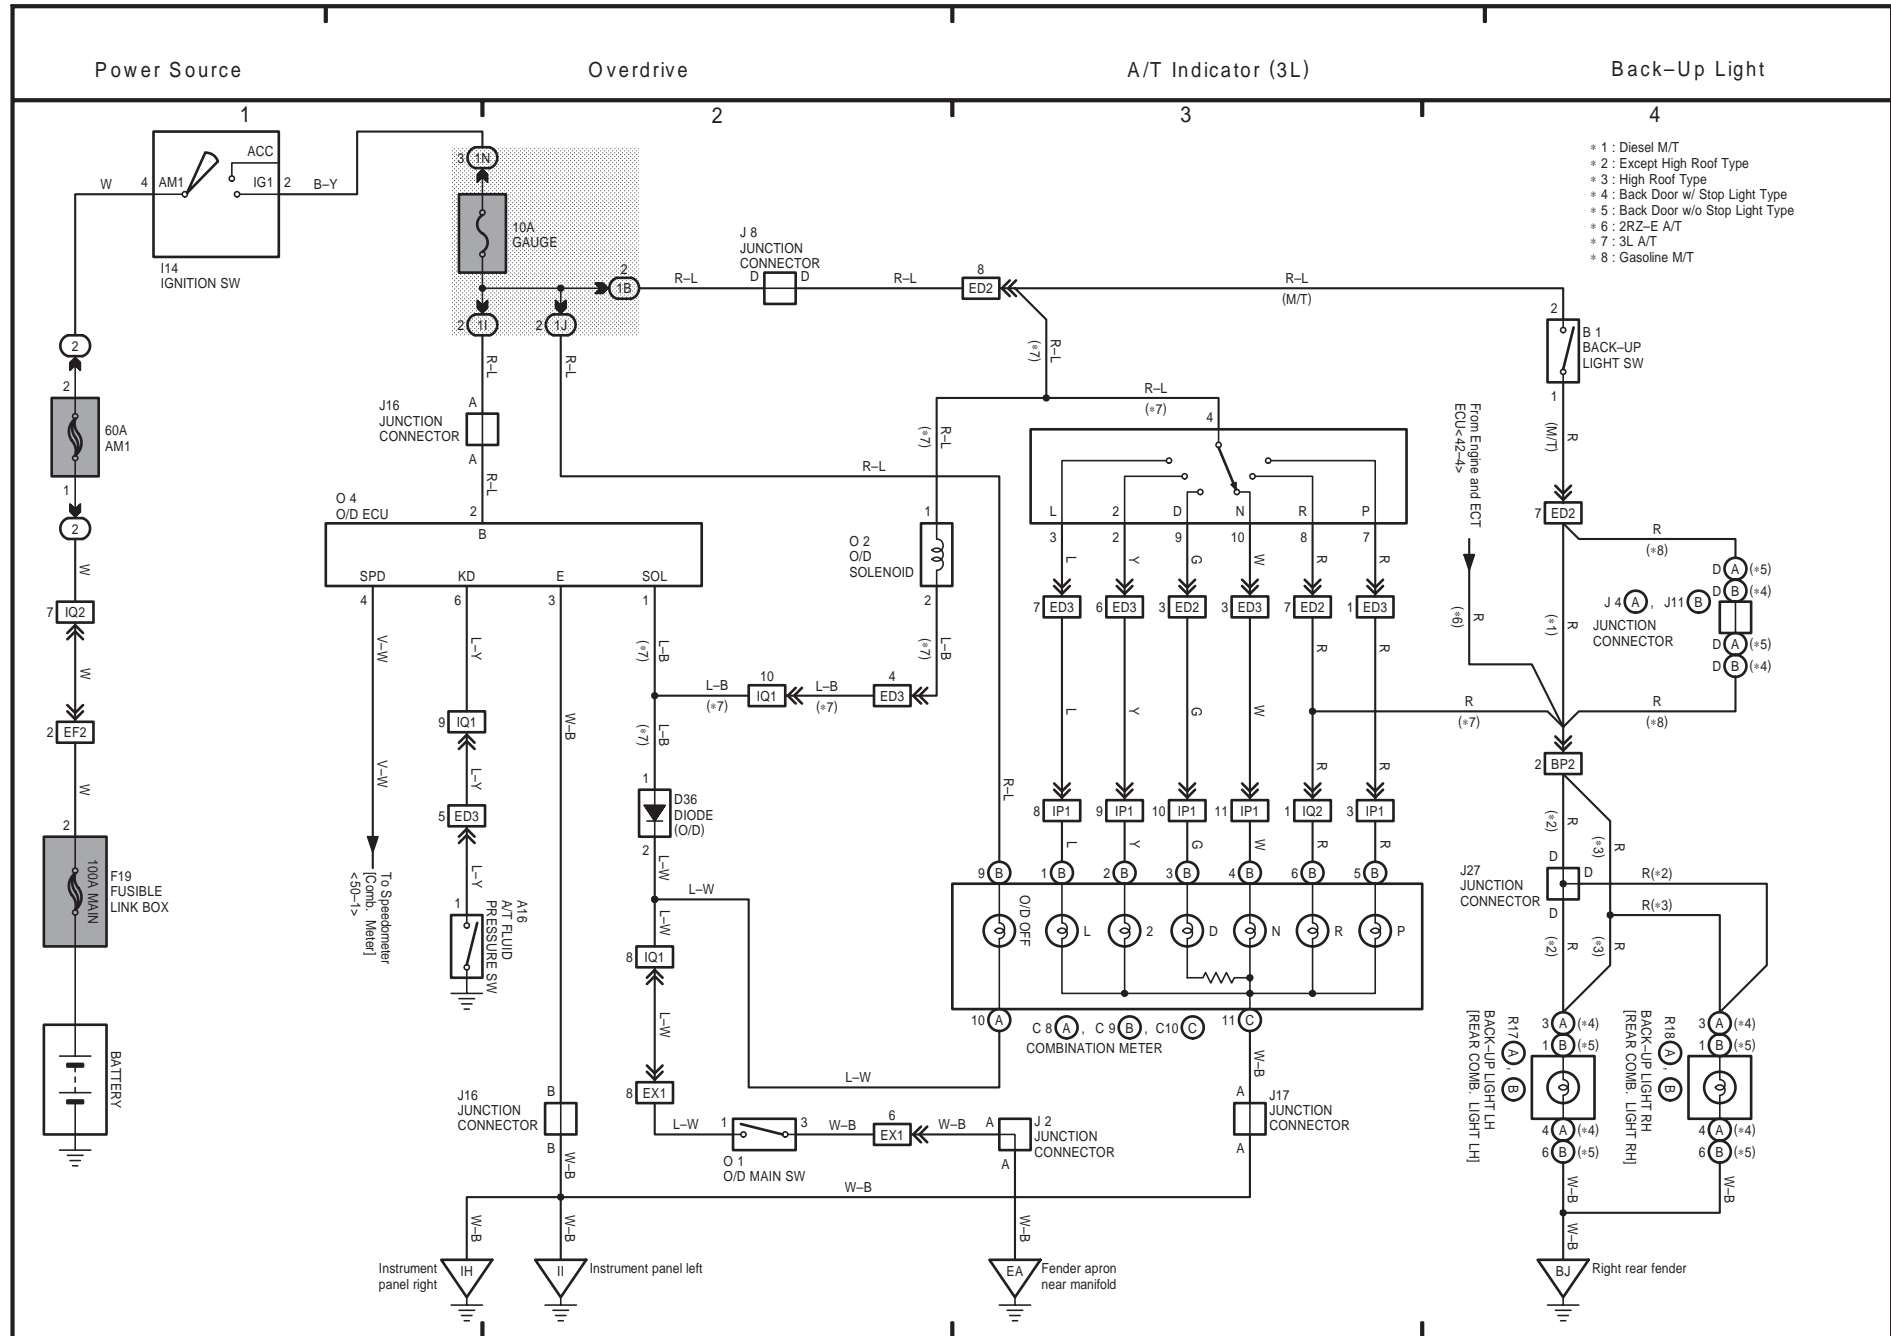 Power Source
Overdrive
A/T Indicator (3L)
Back–Up Light
1
2
3
4
∗ 1 : Diesel M/T
∗ 2 : Except High Roof Type
∗ 3 : High Roof Type
∗ 4 : Back Door w/ Stop Light Type
∗ 5 : Back Door w/o Stop Light Type
∗ 6 : 2RZ–E A/T
∗ 7 : 3L A/T
∗ 8 : Gasoline M/T
W
4
AM1
ACC
IG1
2
B–Y
I14
IGNITION SW
2
2
60A
AM1
1
2
W
7
IQ2
W
2
EF2
W
2
100A MAIN
F19
FUSIBLE
LINK BOX
BATTERY
3
1N
10A
GAUGE
2
1B
2
1I
2
1J
R–L
J 8
JUNCTION
CONNECTOR
D
D
R–L
8
ED2
R–L
(M/T)
R–L
(∗7)
R–L
(∗7)
R–L
R–L
J16
JUNCTION
CONNECTOR
A
A
R–L
R–L
O 4
O/D ECU
2
B
SPD
KD
E
SOL
4
6
3
1
V–W
V–W
To Speedometer
[Comb. Meter]
<50–1>
L–Y
9
IQ1
L–Y
5
ED3
L–Y
1
A16
A/T FLUID
PRESSURE SW
W–B
L–B
(∗7)
L–B
(∗7)
10
IQ1
L–B
(∗7)
4
ED3
L–B
(∗7)
R–L
(∗7)
1
O 2
O/D
SOLENOID
2
L–B
(∗7)
1
D36
DIODE
(O/D)
2
L–W
L–W
L–W
8
IQ1
L–W
8
EX1
L–W
1
3
O 1
O/D MAIN SW
W–B
6
EX1
W–B
A
J 2
JUNCTION
CONNECTOR
A
L–W
J16
JUNCTION
CONNECTOR
B
B
W–B
W–B
W–B
W–B
IH
Instrument
panel right
II
Instrument panel left
W–B
EA
Fender apron
near manifold
4
L
2
D
N
R
P
3
2
9
10
8
7
L
Y
G
W
R
R
7
ED3
6
ED3
3
ED2
3
ED3
7
ED2
1
ED3
R
R
L
Y
G
W
R
R
R–L
8
IP1
9
IP1
10
IP1
11
IP1
1
IQ2
3
IP1
L
Y
G
W
R
R
9
B
1
B
2
B
3
B
4
B
6
B
5
B
O/D OFF
L
2
D
N
R
P
10
A
C 8
A
, C 9
B
, C10
C
COMBINATION METER
11
C
W–B
A
J17
JUNCTION
CONNECTOR
A
2
B 1
BACK–UP
LIGHT SW
1
R
(M/T)
From Engine and ECT
ECU<42–4>
7
ED2
R
(∗8)
D
A
(∗5)
D
B
(∗4)
J 4
A
, J11
B
JUNCTION
CONNECTOR
D
A
(∗5)
D
B
(∗4)
R
(∗6)
R
(∗1)
R
(∗7)
R
(∗8)
2
BP2
R
(∗2)
R
(∗3)
D
J27
JUNCTION
CONNECTOR
D
D
R(∗2)
R(∗3)
R
(∗2)
R
(∗3)
R17
A
,
B
BACK–UP LIGHT LH
[REAR COMB. LIGHT LH]
3
A
(∗4)
1
B
(∗5)
4
A
(∗4)
6
B
(∗5)
R18
A
,
B
BACK–UP LIGHT RH
[REAR COMB. LIGHT RH]
3
A
(∗4)
1
B
(∗5)
4
A
(∗4)
6
B
(∗5)
W–B
W–B
W–B
BJ
Right rear fender